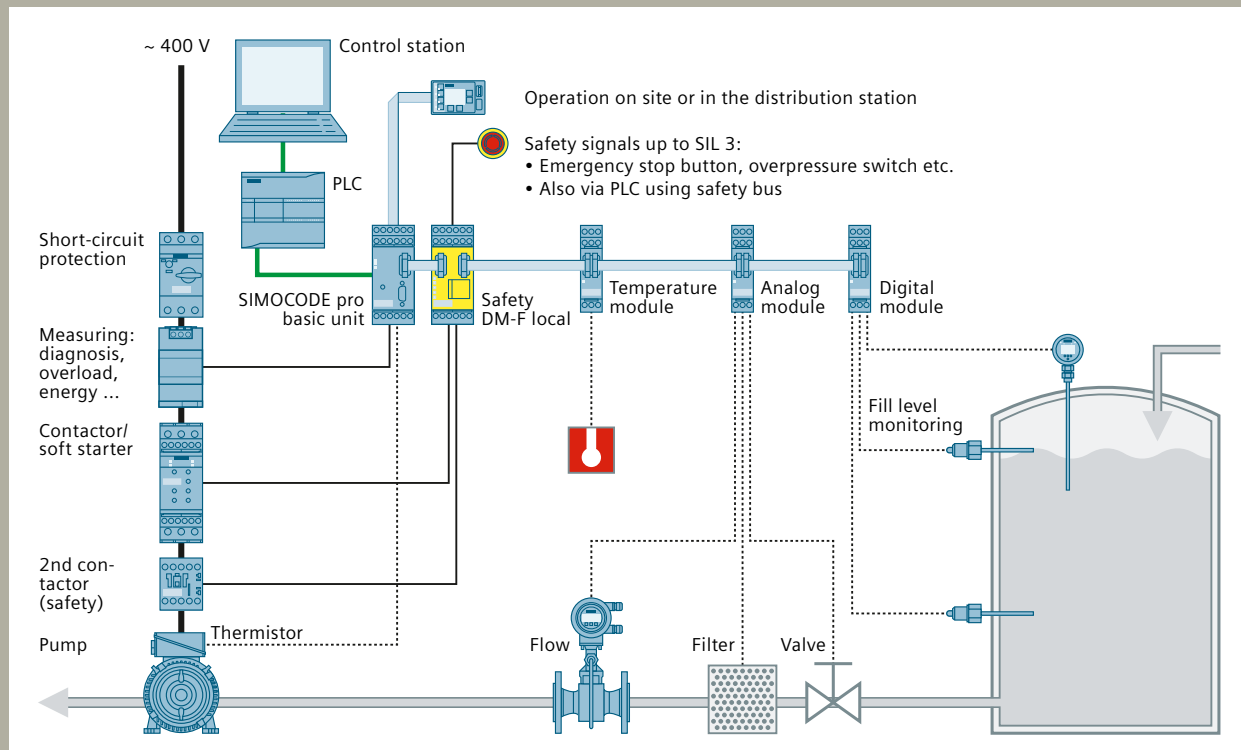 ~ 400 V
Control station
Operation on site or in the distribution station
Safety signals up to SIL 3:
• Emergency stop button, overpressure switch etc.
• Also via PLC using safety bus
PLC
Short-circuit
protection
SIMOCODE pro
basic unit
Safety
DM-F local
Temperature
module
Analog
module
Digital
module
Measuring:
diagnosis,
overload,
energy ...
Contactor/
soft starter
Fill level
monitoring
2nd con-
tactor
(safety)
Pump
Thermistor
Flow
Filter
Valve